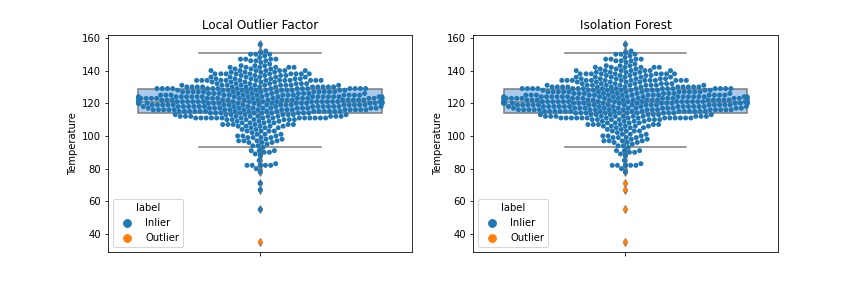 Local Outlier Factor
160
140
120
100
80
60
40
Temperature
label
Inlier
Outlier
Isolation Forest
160
140
120
100
80
60
40
Temperature
label
Inlier
Outlier